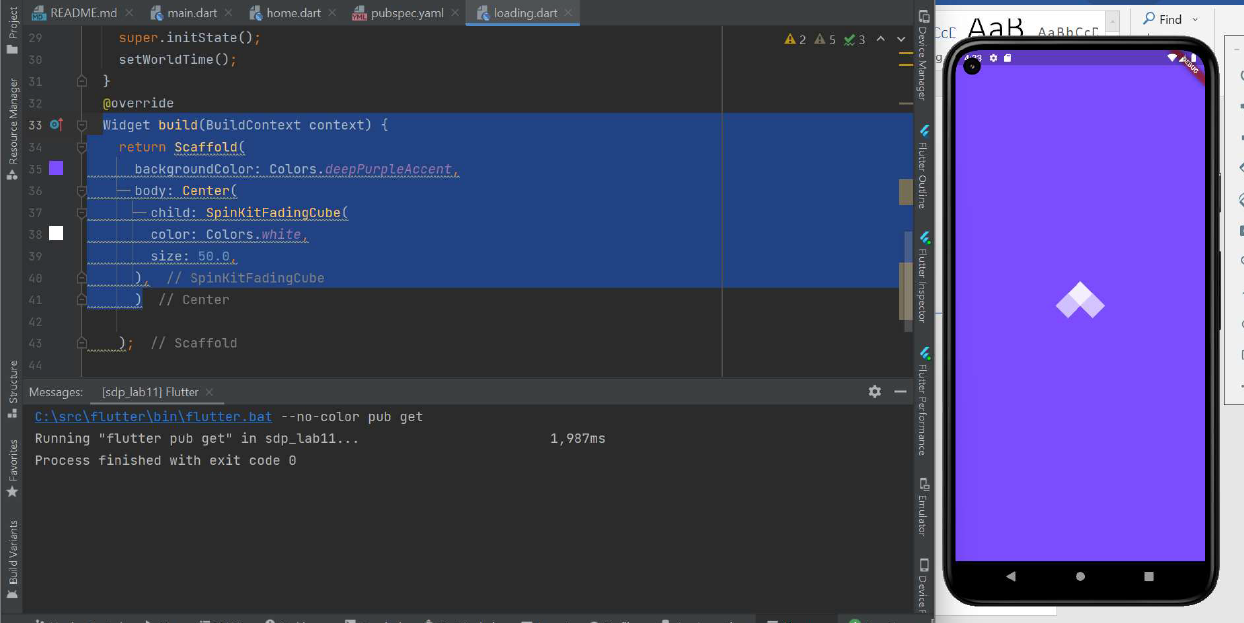 README.md
main.dart
home.dart
pubspec.yaml
loading.dart
Project
Resource Manager
Structure
Favorites
Build Variants
29 super.initState();
30 setWorldTime();
31 }
32 @override
33 Widget build(BuildContext context) {
34 return Scaffold(
35 backgroundColor: Colors.deepPurpleAccent,
36 body: Center(
37 child: SpinKitFadingCube(
38 color: Colors.white,
39 size: 50.0,
40 ), // SpinKitFadingCube
41 ) // Center
42
43 ); // Scaffold
44
2 5 3
Messages: [sdp_lab11] Flutter
C:\src\flutter\bin\flutter.bat --no-color pub get
Running "flutter pub get" in sdp_lab11... 1,987ms
Process finished with exit code 0
Device Manager
Flutter Outline
Flutter Inspector
Flutter Performance
Emulator
AaB
AaBbCcD
Find
DEBUG